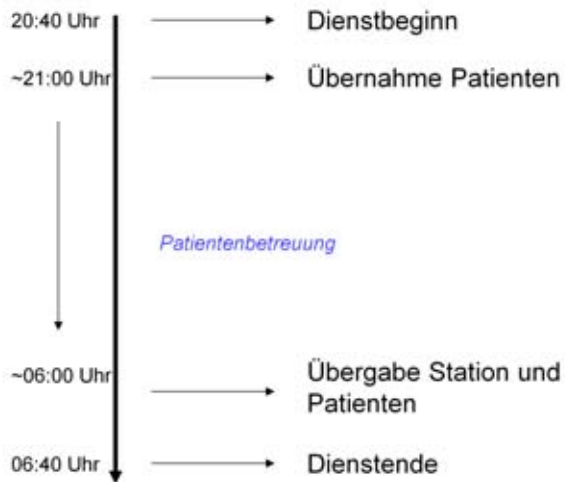 20:40 Uhr Dienstbeginn
~21:00 Uhr Übernahme Patienten
Patientenbetreuung
~06:00 Uhr Übergabe Station und
Patienten
06:40 Uhr Dienstende